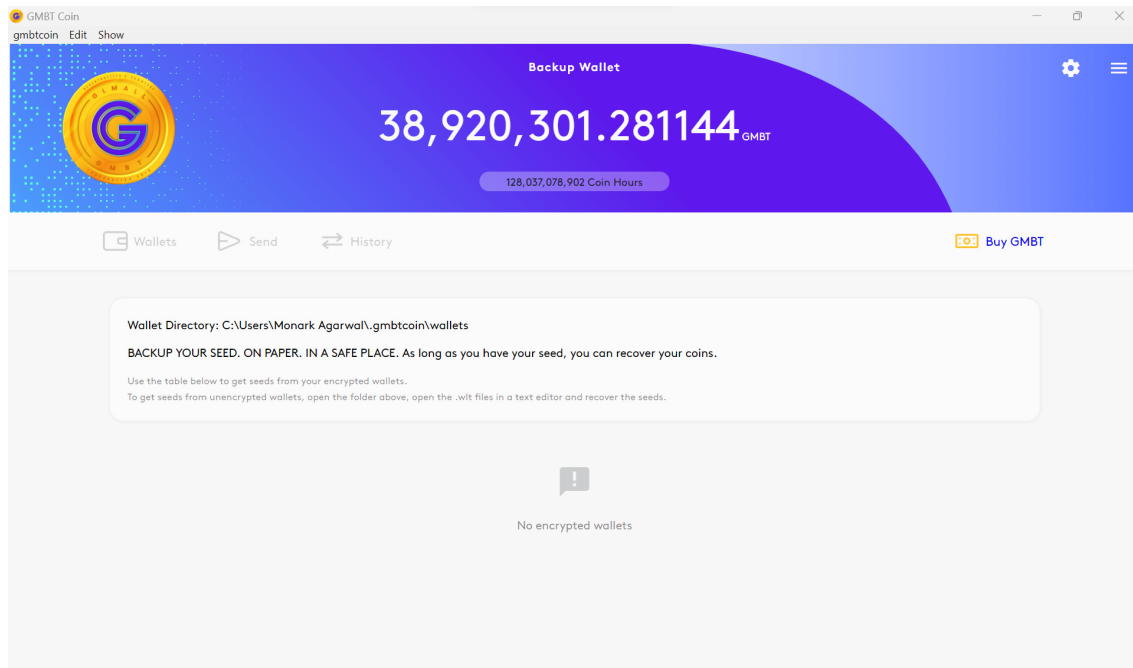 GMBT Coin
gmbtcoin Edit Show
Backup Wallet
38,920,301.281144 GMBT
128,037,078,902 Coin Hours
GLMALL
GMBT
Wallets Send History Buy GMBT
Wallet Directory: C:\Users\Monark Agarwal\.gmbtcoin\wallets
BACKUP YOUR SEED. ON PAPER. IN A SAFE PLACE. As long as you have your seed, you can recover your coins.
Use the table below to get seeds from your encrypted wallets.
To get seeds from unencrypted wallets, open the folder above, open the .wlt files in a text editor and recover the seeds.
No encrypted wallets